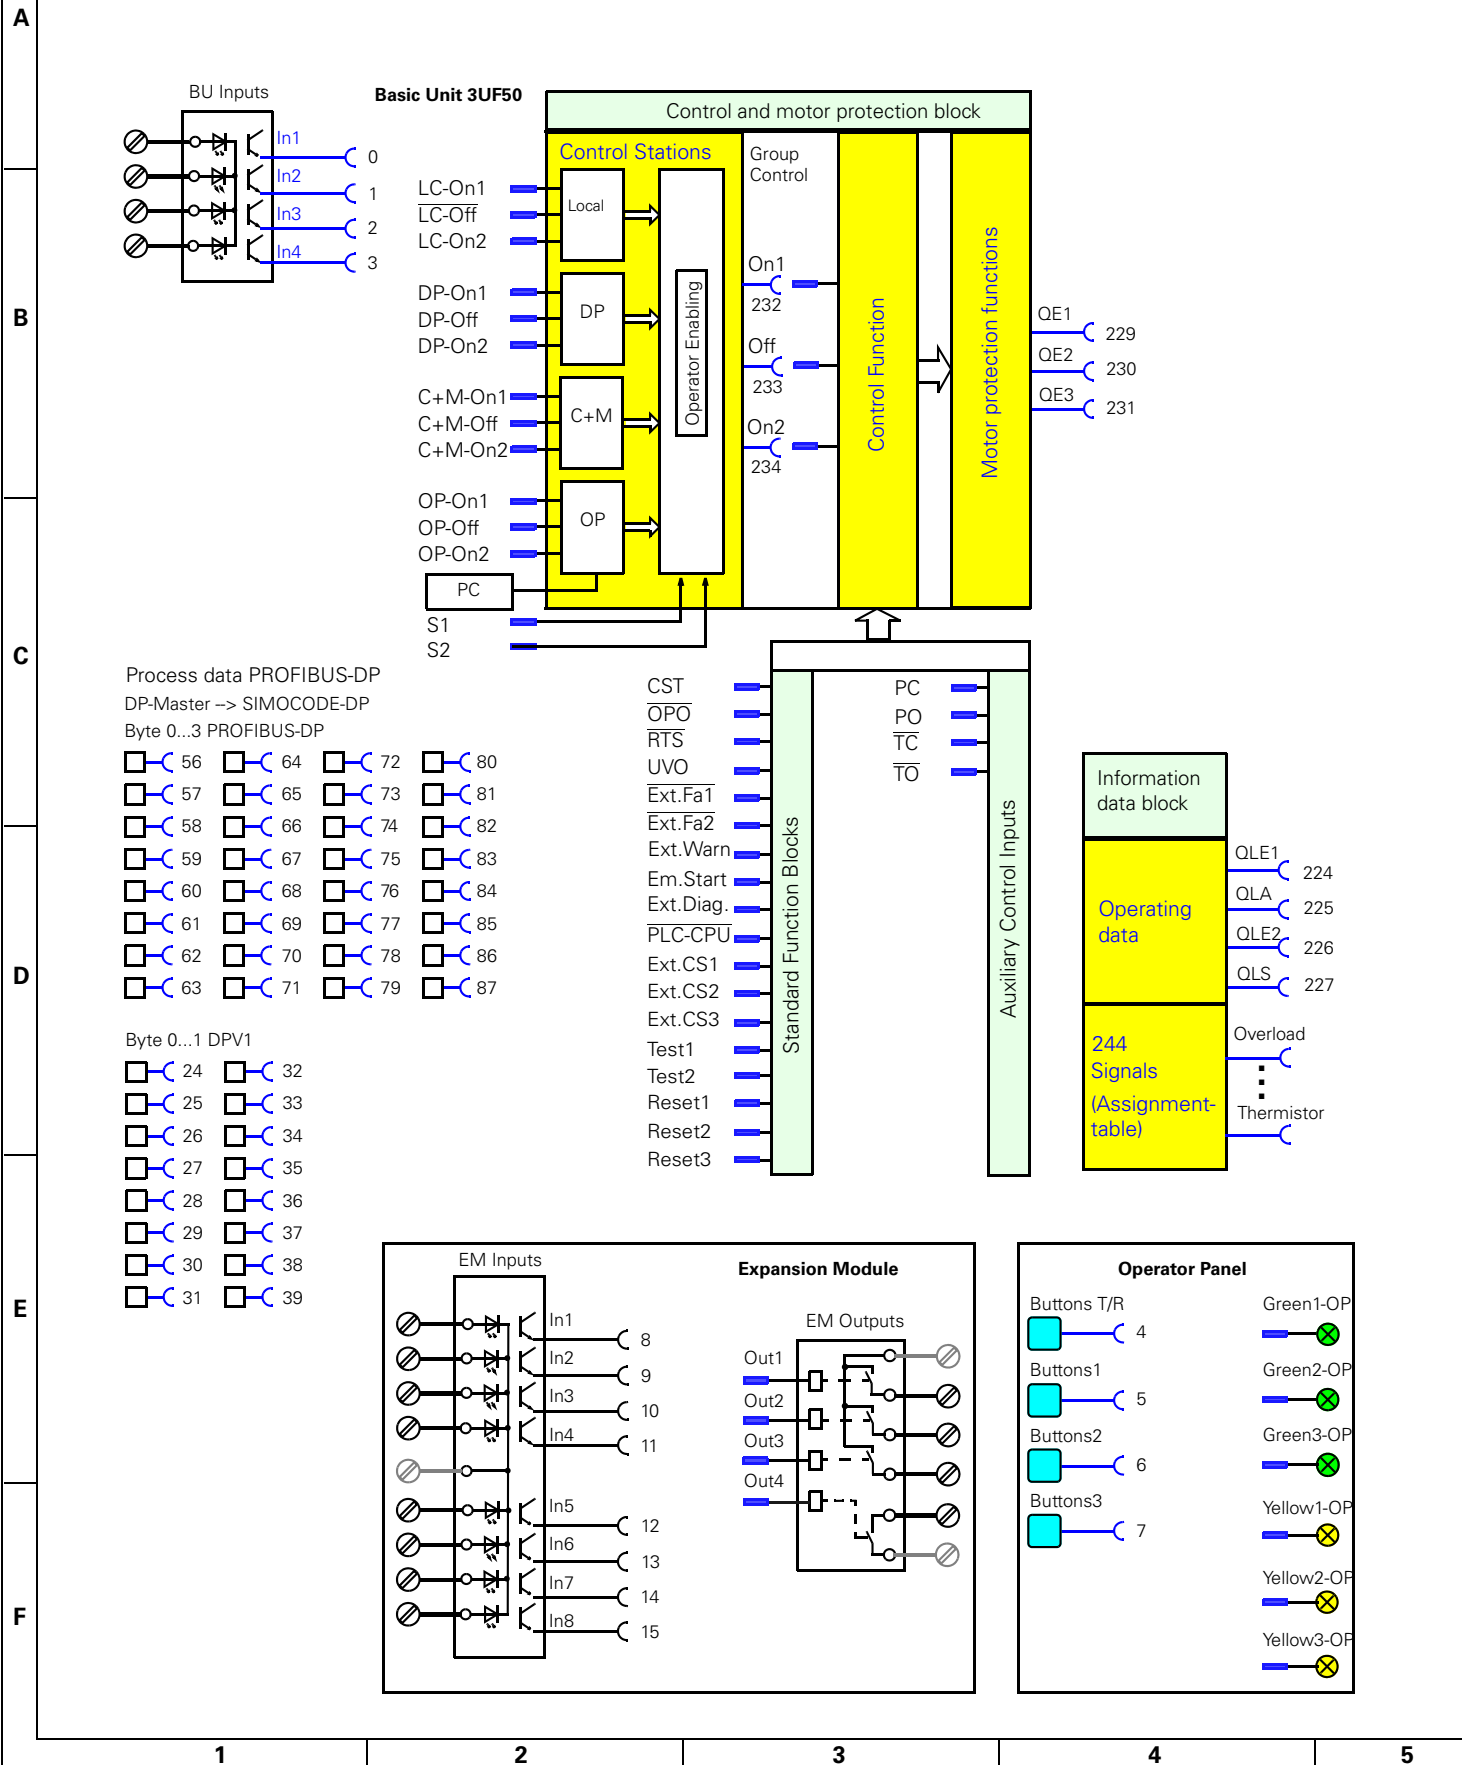 A
BU Inputs
Basic Unit 3UF50
Control and motor protection block
In1
0
In2
1
In3
2
In4
3
Control Stations
Group
Control
LC-On1
LC-Off
LC-On2
Local
DP-On1
DP-Off
DP-On2
DP
C+M-On1
C+M-Off
C+M-On2
C+M
OP-On1
OP-Off
OP-On2
OP
PC
S1
S2
Operator Enabling
On1
232
Off
233
On2
234
Control Function
Motor protection functions
QE1
229
QE2
230
QE3
231
B
C
Process data PROFIBUS-DP
DP-Master --> SIMOCODE-DP
Byte 0...3 PROFIBUS-DP
56 64 72 80
57 65 73 81
58 66 74 82
59 67 75 83
60 68 76 84
61 69 77 85
62 70 78 86
63 71 79 87
Byte 0...1 DPV1
24 32
25 33
26 34
27 35
28 36
29 37
30 38
31 39
CST
OPO
RTS
UVO
Ext.Fa1
Ext.Fa2
Ext.Warn
Em.Start
Ext.Diag.
PLC-CPU
Ext.CS1
Ext.CS2
Ext.CS3
Test1
Test2
Reset1
Reset2
Reset3
Standard Function Blocks
PC
PO
TC
TO
Auxiliary Control Inputs
Information
data block
Operating
data
QLE1
224
QLA
225
QLE2
226
QLS
227
244
Signals
(Assignment-
table)
Overload
Thermistor
D
E
EM Inputs
Expansion Module
In1
8
In2
9
In3
10
In4
11
In5
12
In6
13
In7
14
In8
15
EM Outputs
Out1
Out2
Out3
Out4
Operator Panel
Buttons T/R
4
Buttons1
5
Buttons2
6
Buttons3
7
Green1-OP
Green2-OP
Green3-OP
Yellow1-OP
Yellow2-OP
Yellow3-OP
F
1 2 3 4 5